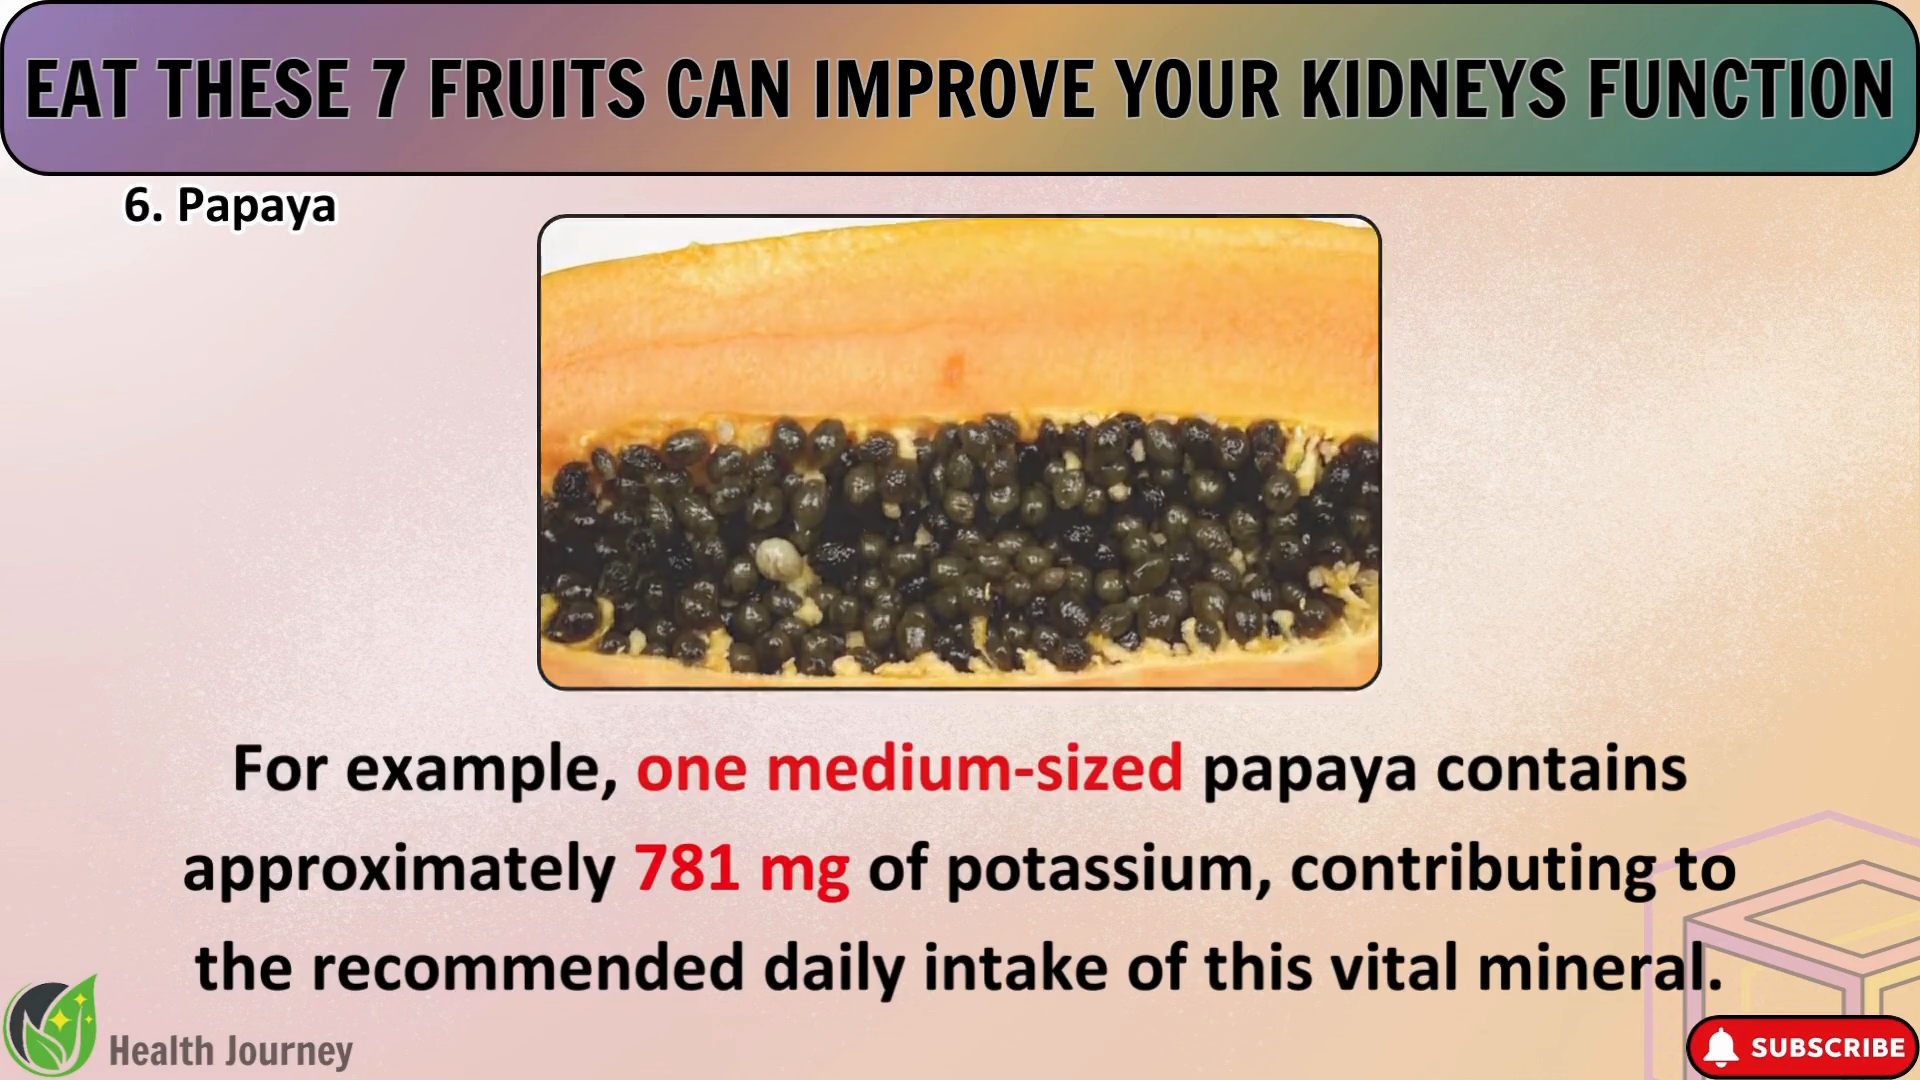 EAT THESE 7 FRUITS CAN IMPROVE YOUR KIDNEYS FUNCTION
6. Papaya
For example, one medium-sized papaya contains
approximately 781 mg of potassium, contributing to
the recommended daily intake of this vital mineral.
Health Journey
SUBSCRIBE